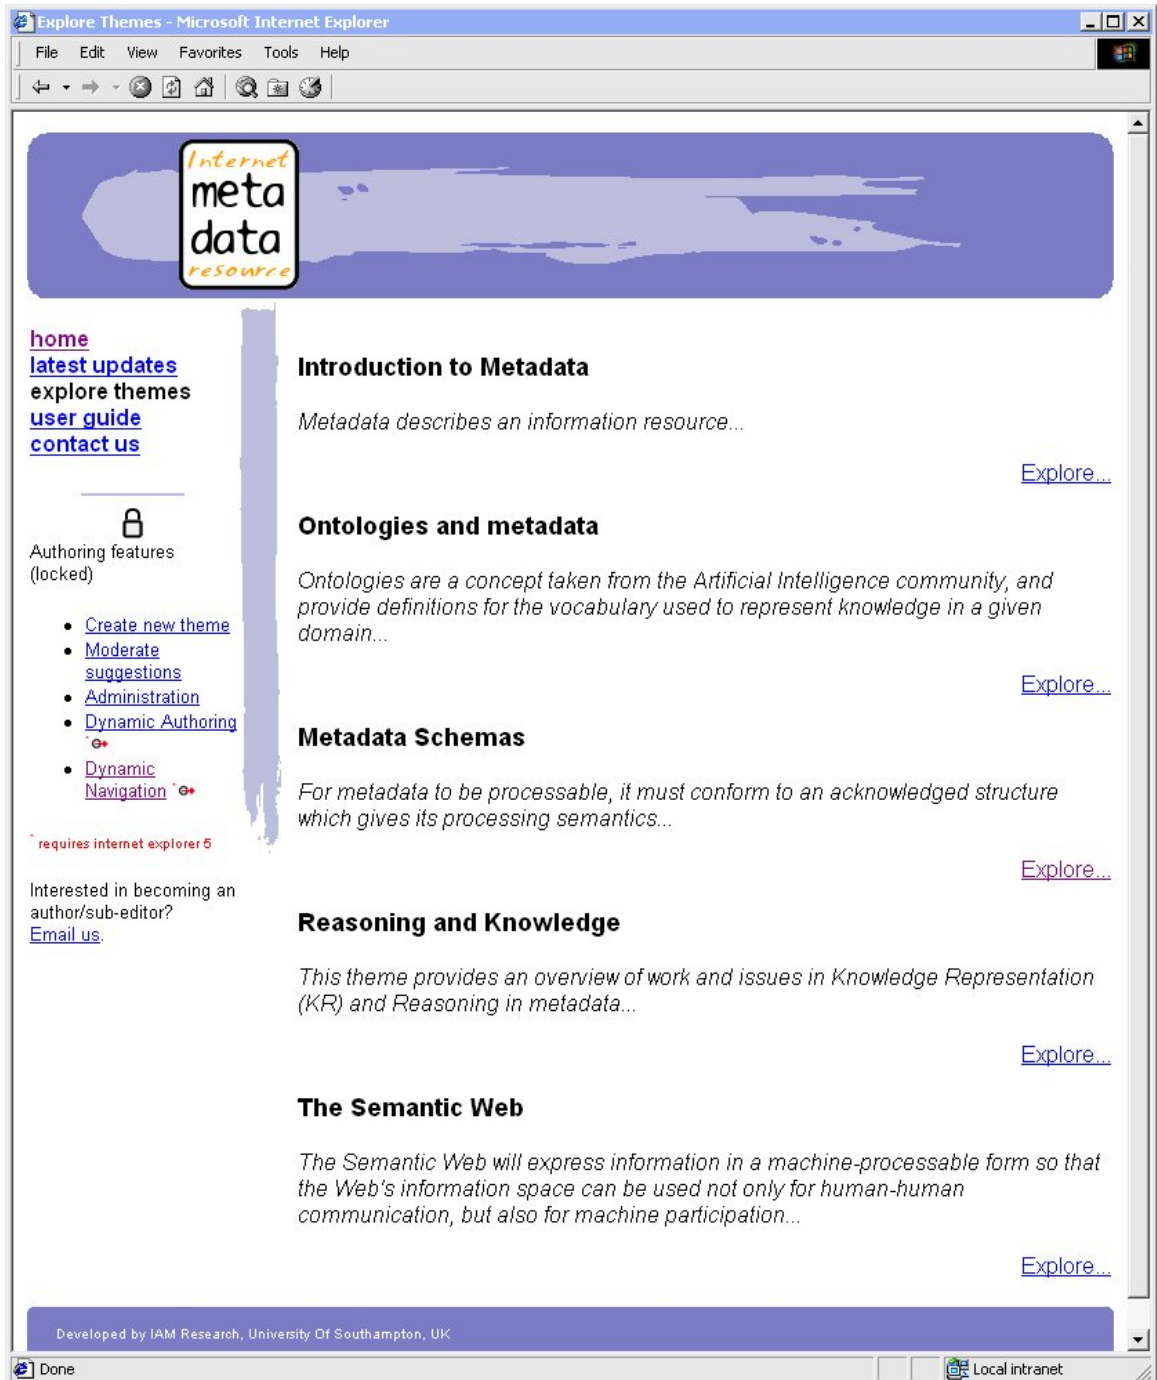 Explore Themes - Microsoft Internet Explorer
File Edit View Favorites Tools Help
Internet
meta
data
resource
home
latest updates
explore themes
user guide
contact us
Authoring features
(locked)
Create new theme
Moderate
suggestions
Administration
Dynamic Authoring
*
Dynamic
Navigation *
* requires internet explorer 5
Interested in becoming an
author/sub-editor?
Email us.
Introduction to Metadata
Metadata describes an information resource...
Explore...
Ontologies and metadata
Ontologies are a concept taken from the Artificial Intelligence community, and
provide definitions for the vocabulary used to represent knowledge in a given
domain...
Explore...
Metadata Schemas
For metadata to be processable, it must conform to an acknowledged structure
which gives its processing semantics...
Explore...
Reasoning and Knowledge
This theme provides an overview of work and issues in Knowledge Representation
(KR) and Reasoning in metadata...
Explore...
The Semantic Web
The Semantic Web will express information in a machine-processable form so that
the Web's information space can be used not only for human-human
communication, but also for machine participation...
Explore...
Developed by IAM Research, University Of Southampton, UK
Done
Local intranet